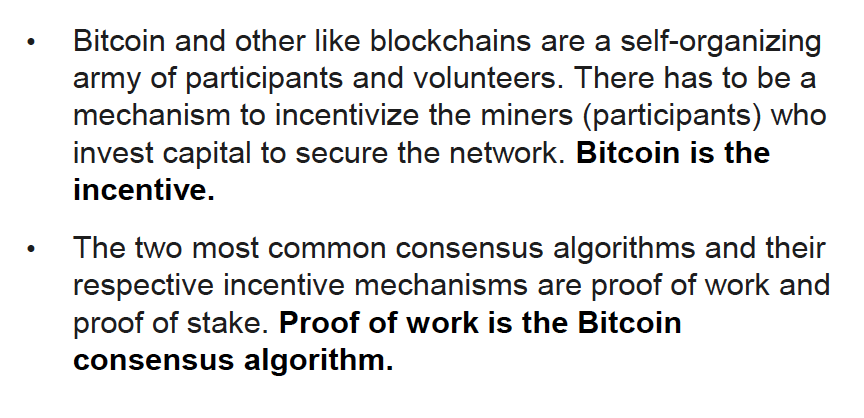 • Bitcoin and other like blockchains are a self-organizing
army of participants and volunteers. There has to be a
mechanism to incentivize the miners (participants) who
invest capital to secure the network. Bitcoin is the
incentive.
• The two most common consensus algorithms and their
respective incentive mechanisms are proof of work and
proof of stake. Proof of work is the Bitcoin
consensus algorithm.